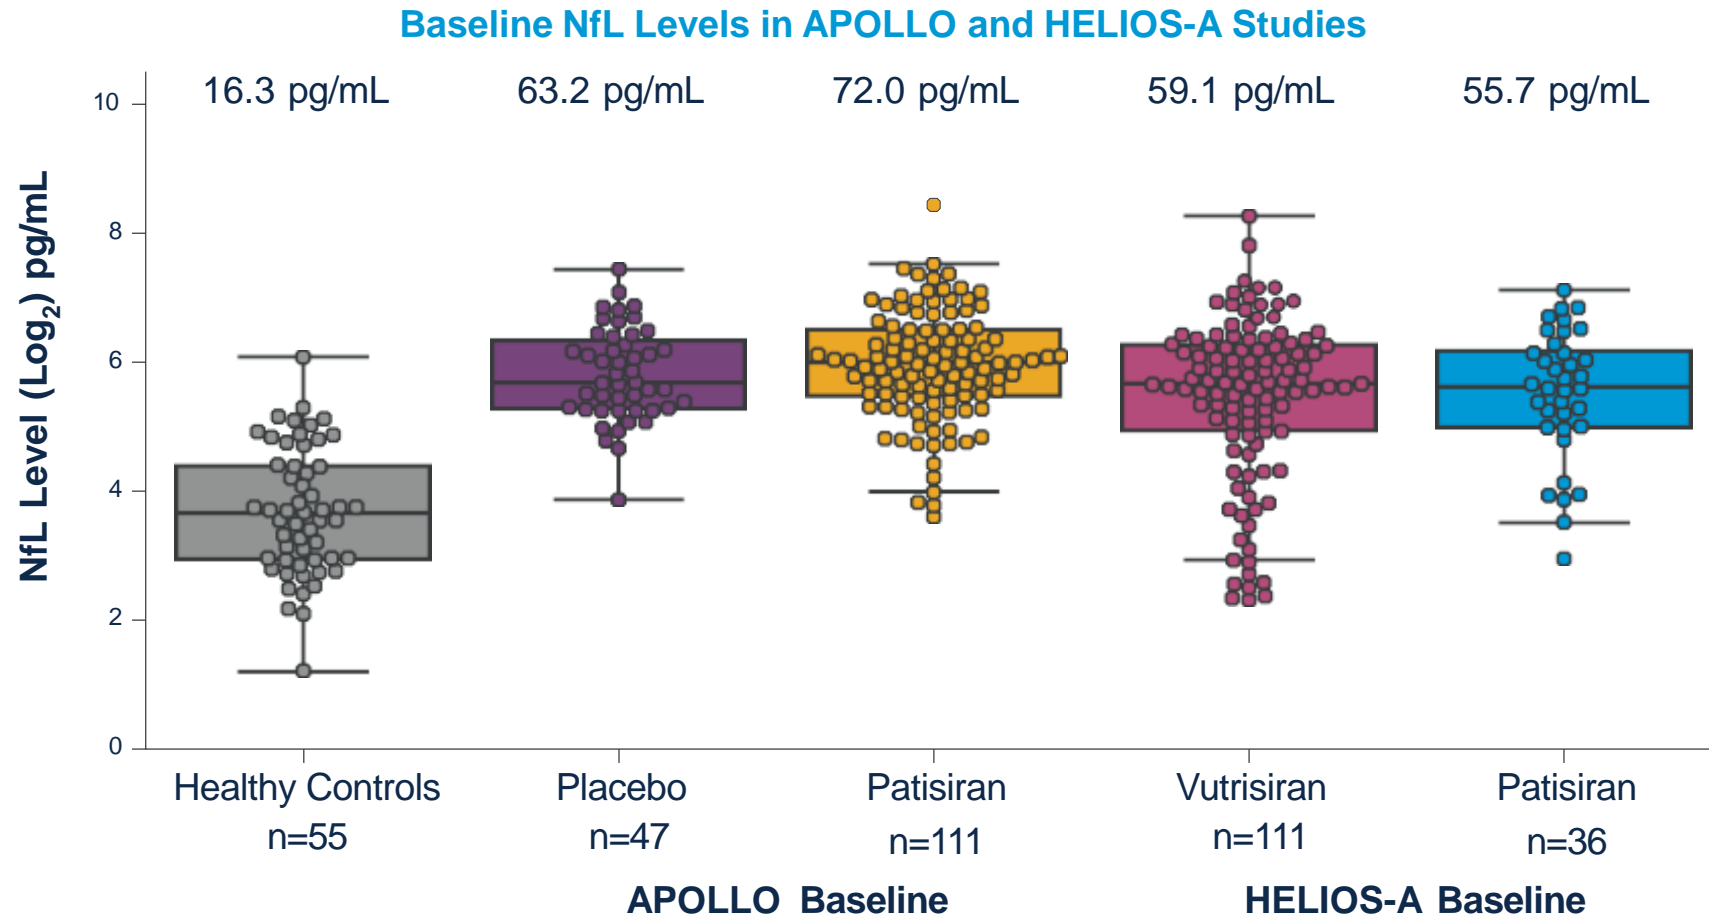 Baseline NfL Levels in APOLLO and HELIOS-A Studies
16.3 pg/mL 63.2 pg/mL 72.0 pg/mL 59.1 pg/mL 55.7 pg/mL
NfL Level (Log₂) pg/mL
10
8
6
4
2
0
Healthy Controls Placebo Patisiran Vutrisiran Patisiran
n=55 n=47 n=111 n=111 n=36
APOLLO Baseline HELIOS-A Baseline